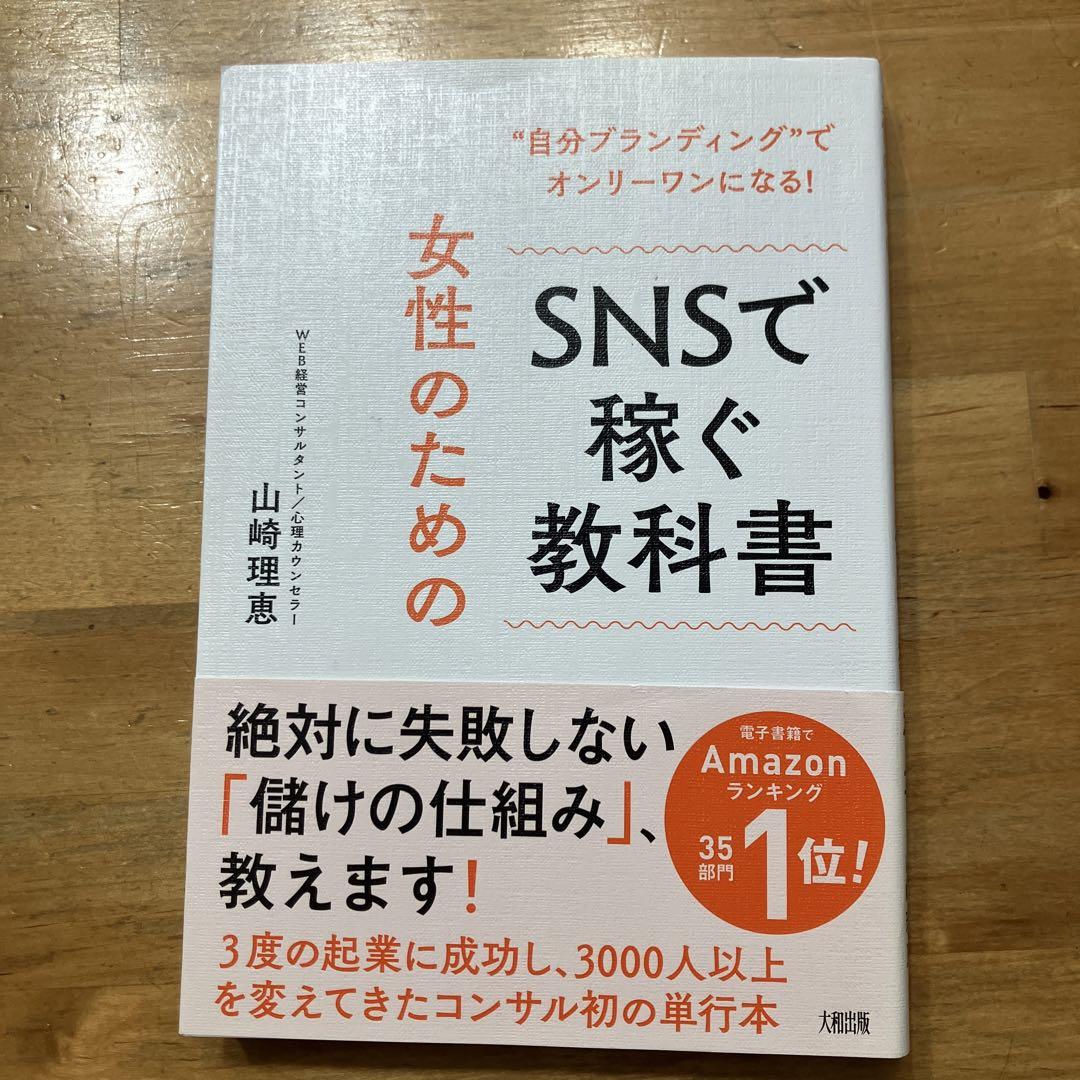 “自分ブランディング”で
オンリーワンになる!
女性のための
SNSで
稼ぐ
教科書
WEB経営コンサルタント/心理カウンセラー
山崎理恵
絶対に失敗しない
「儲けの仕組み」、
教えます!
電子書籍で
Amazon
ランキング
35
部門
1位!
3度の起業に成功し、3000人以上
を変えてきたコンサル初の単行本
大和出版